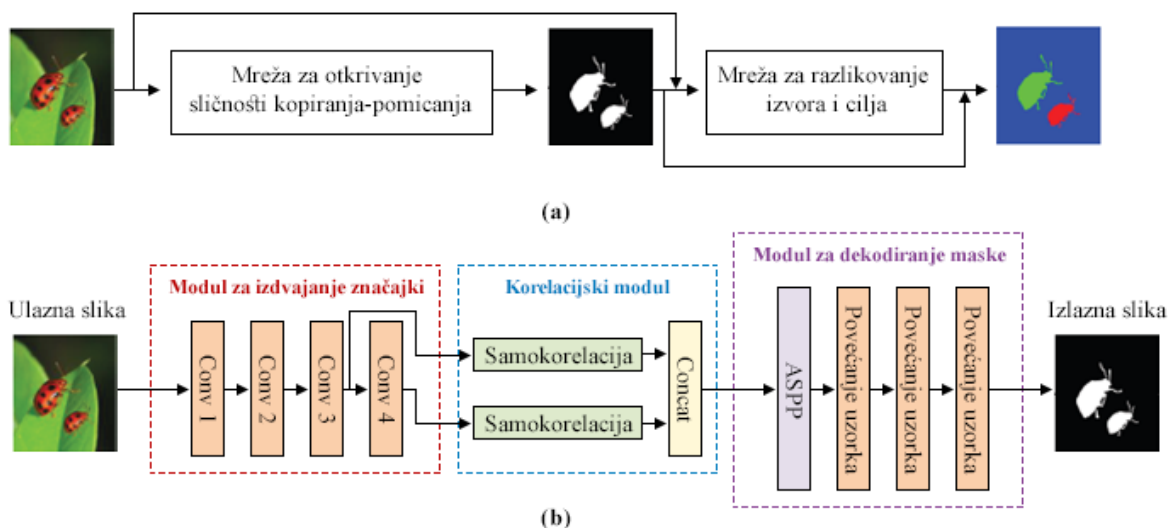 Mreža za otkrivanje
sličnosti kopiranja-pomicanja
Mreža za razlikovanje
izvora i cilja
(a)
Ulazna slika
Modul za izdvajanje značajki
Conv 1
Conv 2
Conv 3
Conv 4
Korelacijski modul
Samokorelacija
Samokorelacija
Concat
Modul za dekodiranje maske
ASPP
Povećanje uzorka
Povećanje uzorka
Povećanje uzorka
Izlazna slika
(b)